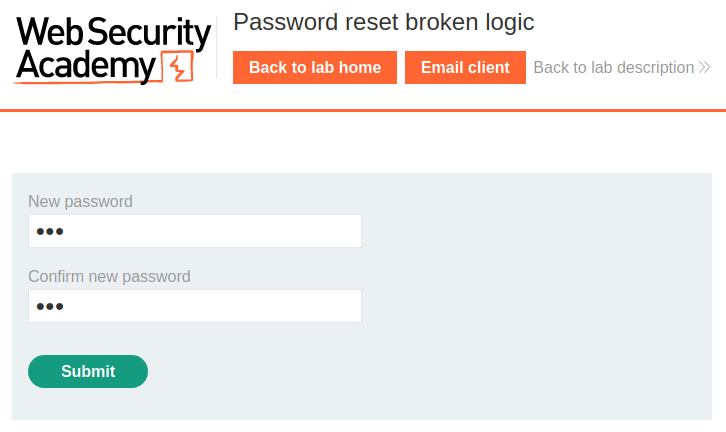 Web Security
Academy
Password reset broken logic
Back to lab home
Email client
Back to lab description
New password
Confirm new password
Submit